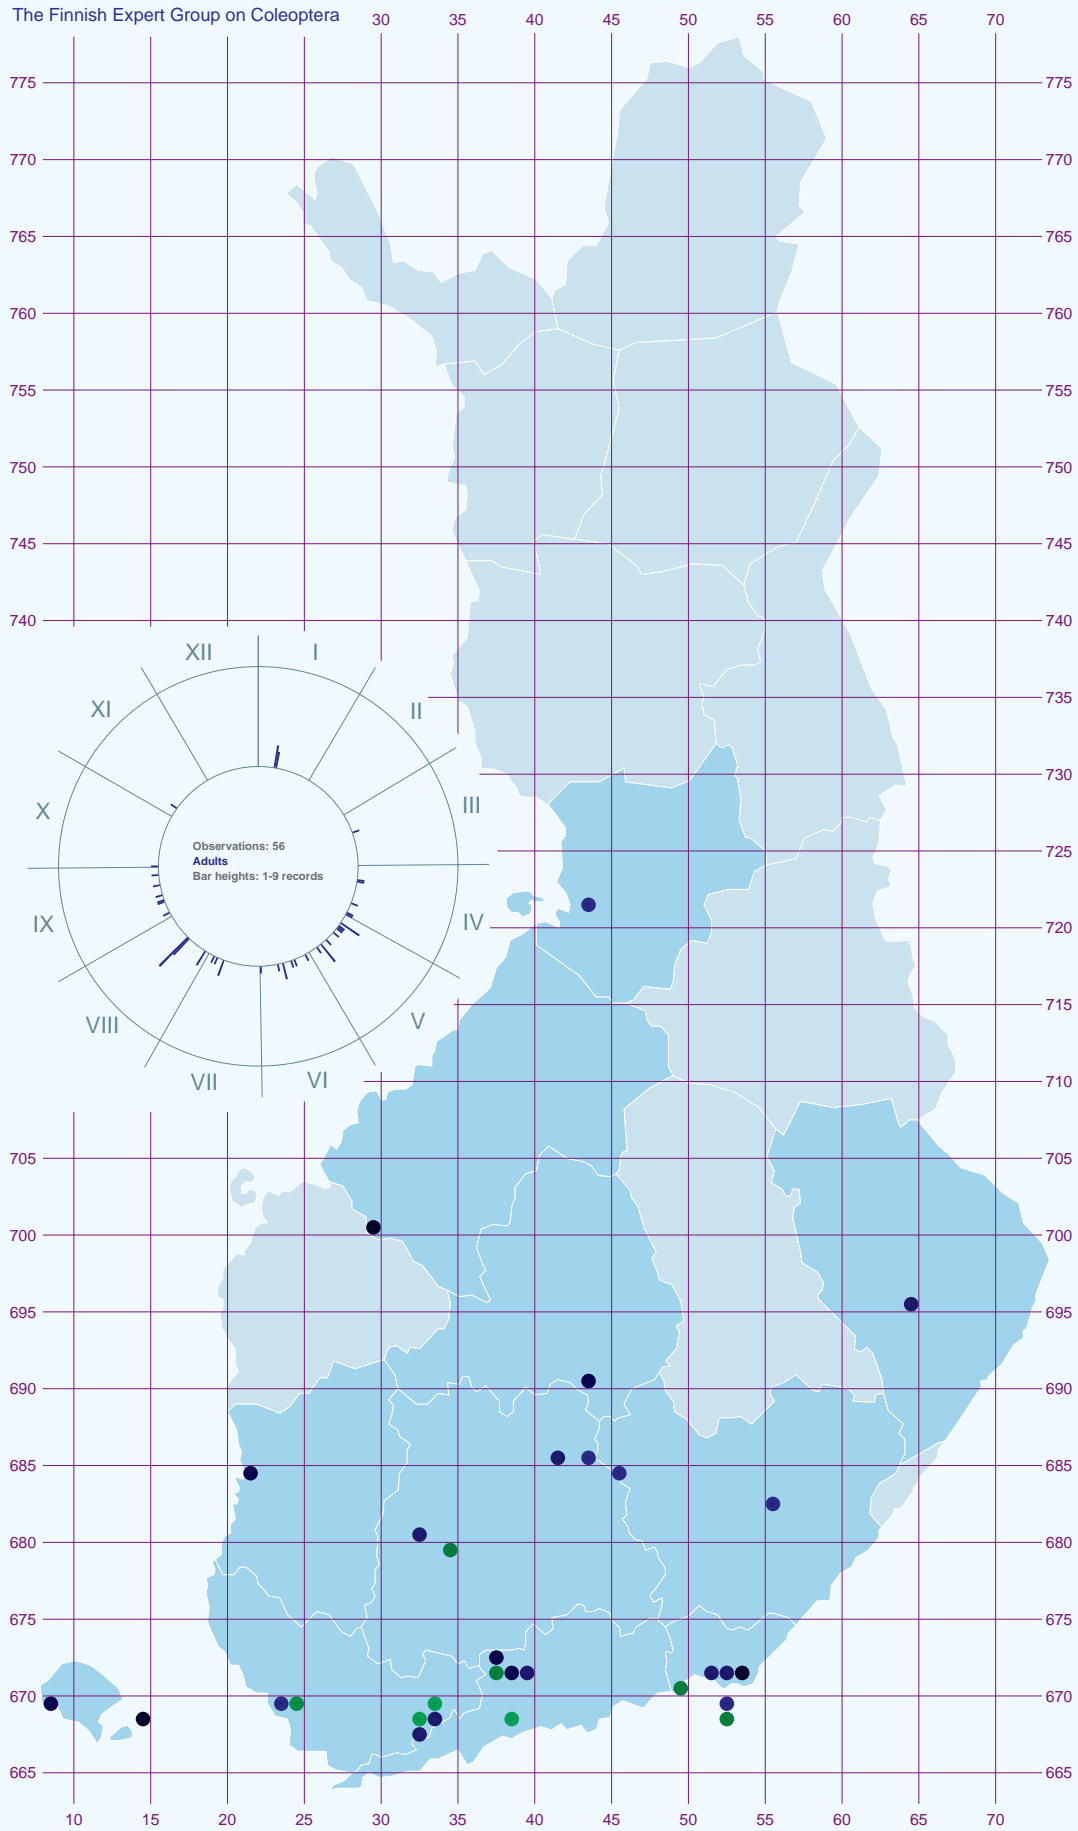 The Finnish Expert Group on Coleoptera
30 40 45 50 55 60 65 70
775 775
770 770
765 765
760 760
755 755
750 750
745 745
740 740
XII I
735
XI II
730
X III
Observations: 56
Adults
Bar heights: 1-9 records
725
IX IV
720
715
VIII V
VII VI
710
705 705
700 700
695 695
690 690
685 685
680 680
675 675
670 670
665 665
10 15 20 25 30 35 40 45 50 55 60 65 70